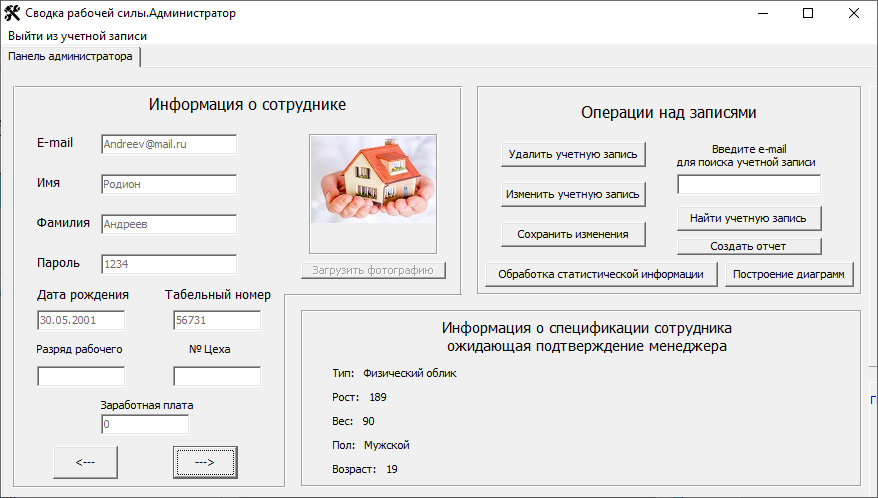 Сводка рабочей силы.Администратор
Выйти из учетной записи
Панель администратора
Информация о сотруднике
E-mail
Andreev@mail.ru
Имя
Родион
Фамилия
Андреев
Пароль
1234
Загрузить фотографию
Дата рождения
Табельный номер
30.05.2001
56731
Разряд рабочего
№ Цеха
Заработная плата
0
<---
--->
Операции над записями
Удалить учетную запись
Изменить учетную запись
Сохранить изменения
Введите e-mail
для поиска учетной записи
Найти учетную запись
Создать отчет
Обработка статистической информации
Построение диаграмм
Информация о спецификации сотрудника
ожидающая подтверждение менеджера
Тип: Физический облик
Рост: 189
Вес: 90
Пол: Мужской
Возраст: 19